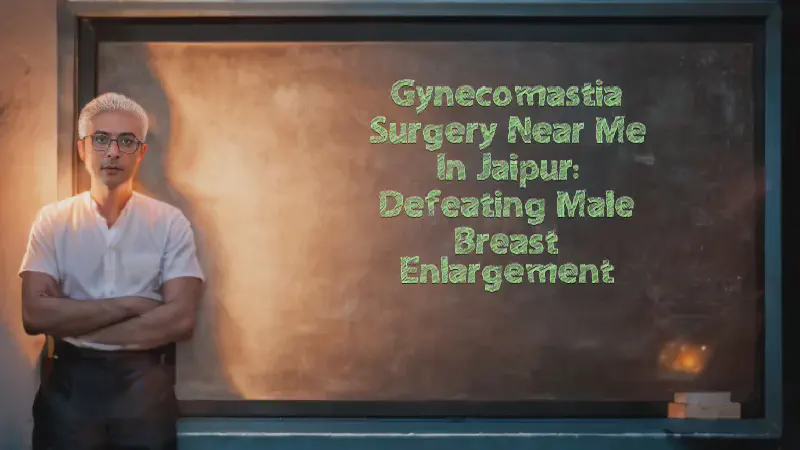 Gynecomastia
Surgery Near Me
In Jaipur:
Defeating Male
Breast
Enlargement